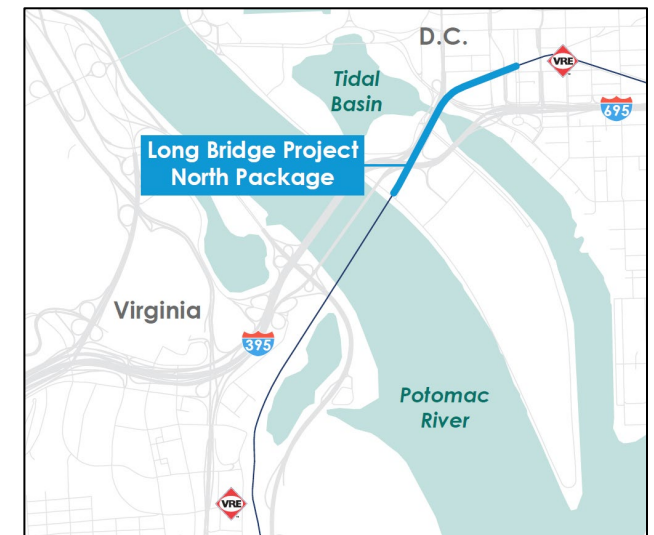 D.C.
VRE
Tidal
Basin
695
Long Bridge Project
North Package
Virginia
395
Potomac
River
VRE